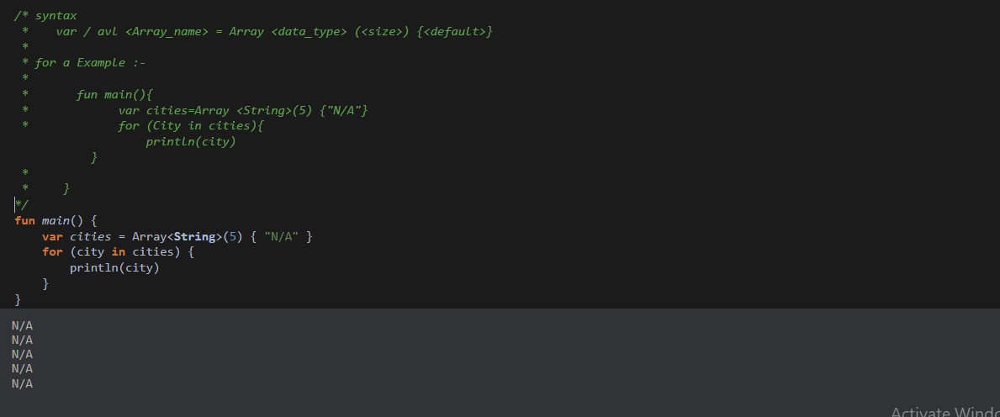 /* syntax
*    var / avl <Array_name> = Array <data_type> (<size>) {<default>}
*
* for a Example :-
*
*       fun main(){
*             var cities=Array <String>(5) {"N/A"}
*             for (City in cities){
                  println(city)
          }
*
*     }
*/
fun main() {
    var cities = Array<String>(5) { "N/A" }
    for (city in cities) {
        println(city)
    }
}
N/A
N/A
N/A
N/A
N/A
Activate